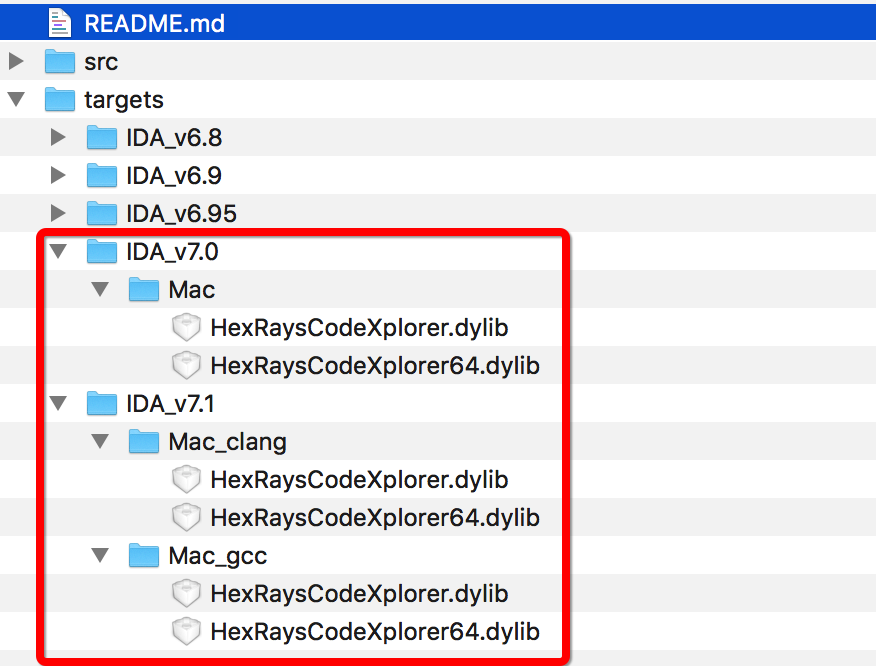 README.md
src
targets
IDA_v6.8
IDA_v6.9
IDA_v6.95
IDA_v7.0
Mac
HexRaysCodeXplorer.dylib
HexRaysCodeXplorer64.dylib
IDA_v7.1
Mac_clang
HexRaysCodeXplorer.dylib
HexRaysCodeXplorer64.dylib
Mac_gcc
HexRaysCodeXplorer.dylib
HexRaysCodeXplorer64.dylib